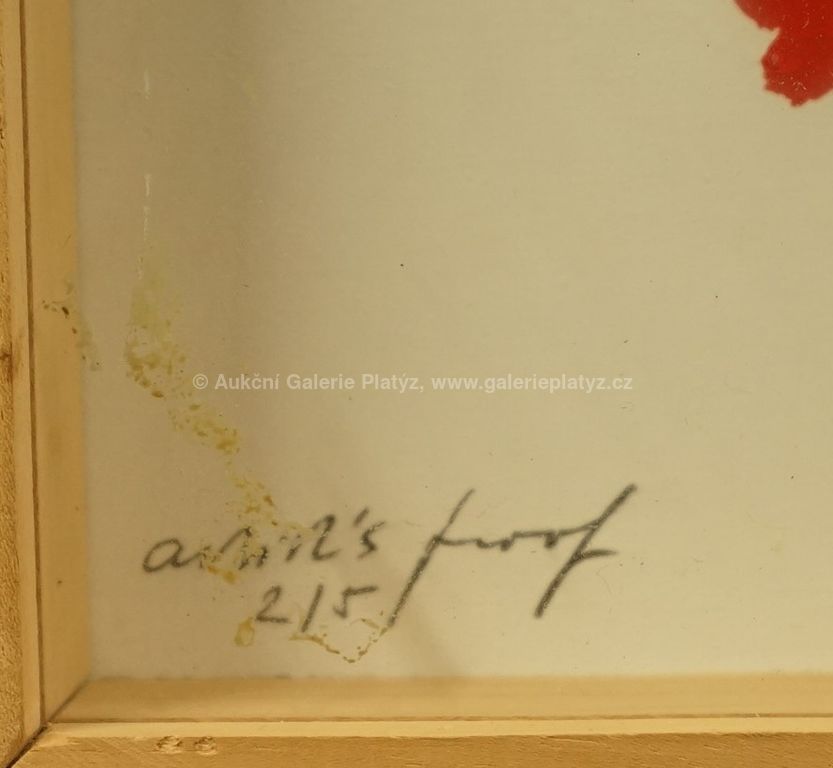 © Aukční Galerie Platýz, www.galerieplatyz.cz
artist's proof
2/5